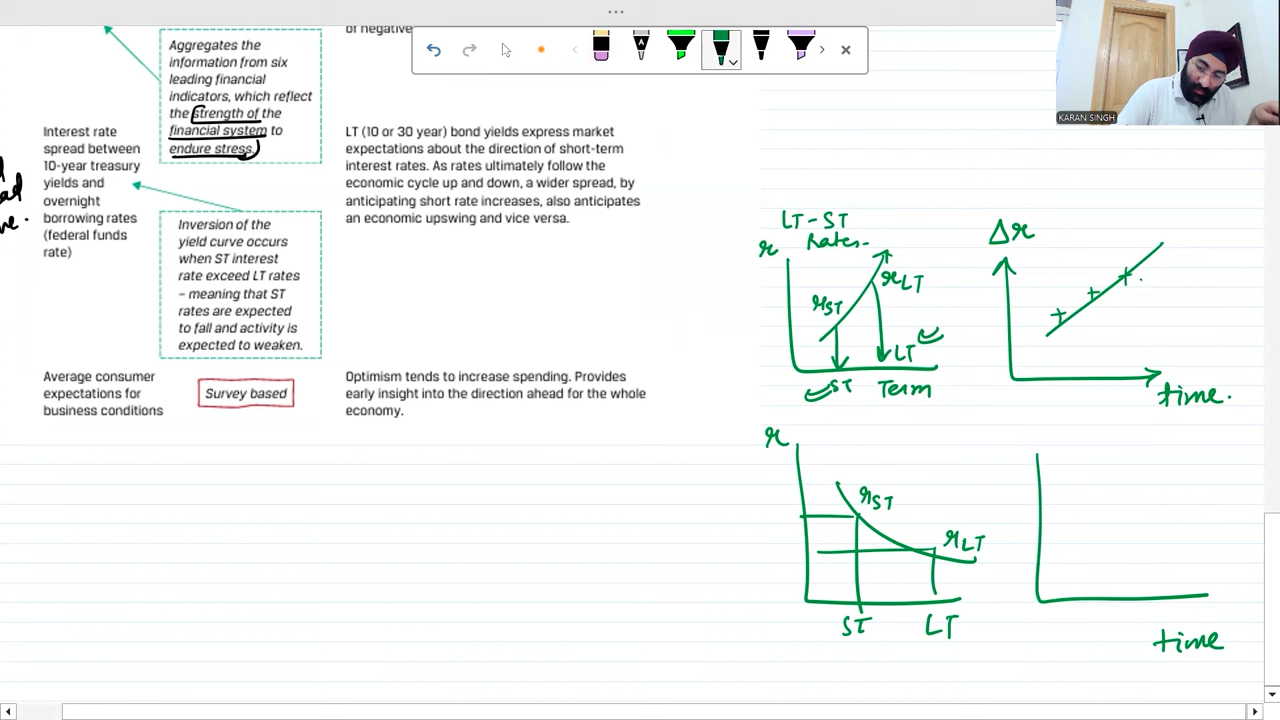 of negative
Aggregates the
information from six
leading financial
indicators, which reflect
the strength of the
financial system to
endure stress.
Interest rate
spread between
10-year treasury
yields and
overnight
borrowing rates
(federal funds
rate)
LT (10 or 30 year) bond yields express market
expectations about the direction of short-term
interest rates. As rates ultimately follow the
economic cycle up and down, a wider spread, by
anticipating short rate increases, also anticipates
an economic upswing and vice versa.
Inversion of the
yield curve occurs
when ST interest
rate exceed LT rates
– meaning that ST
rates are expected
to fall and activity is
expected to weaken.
Average consumer
expectations for
business conditions
Survey based
Optimism tends to increase spending. Provides
early insight into the direction ahead for the whole
economy.
KARAN SINGH
LT - ST
Rates-
r
rST
rLT
LT
ST
Term
Δr
time.
r
rST
rLT
ST
LT
time